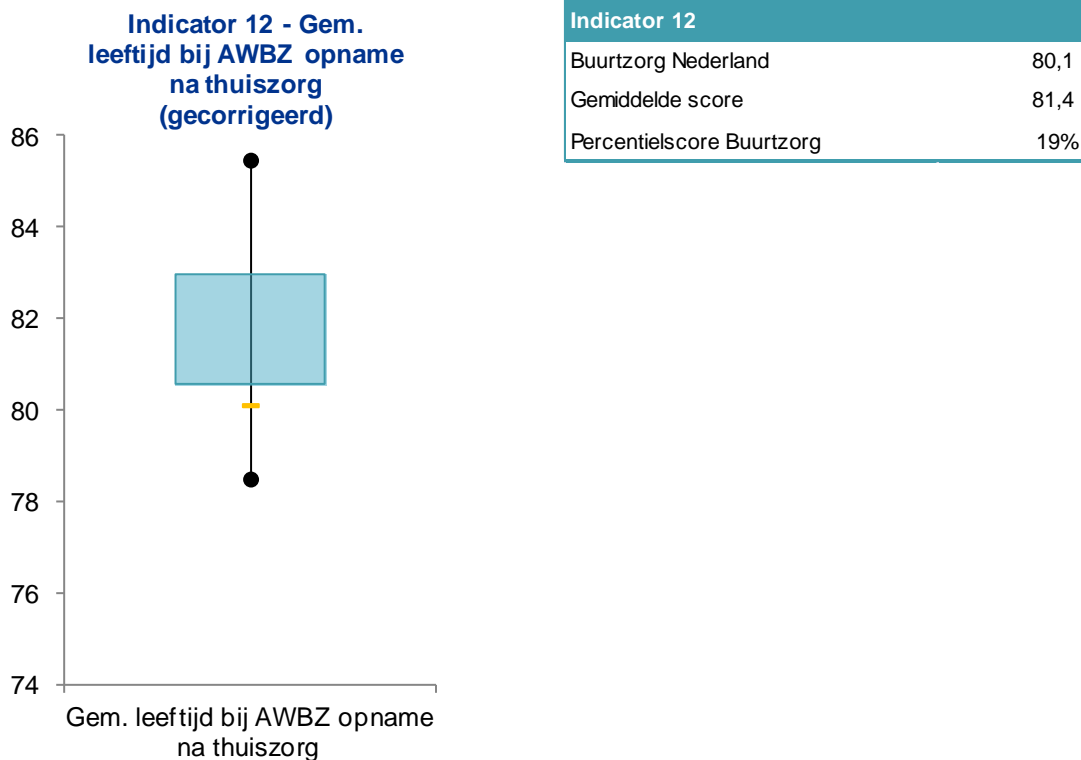 Indicator 12 - Gem.
leeftijd bij AWBZ opname
na thuiszorg
(gecorrigeerd)
86
84
82
80
78
76
74
Gem. leeftijd bij AWBZ opname
na thuiszorg
Indicator 12
Buurtzorg Nederland 80,1
Gemiddelde score 81,4
Percentielscore Buurtzorg 19%